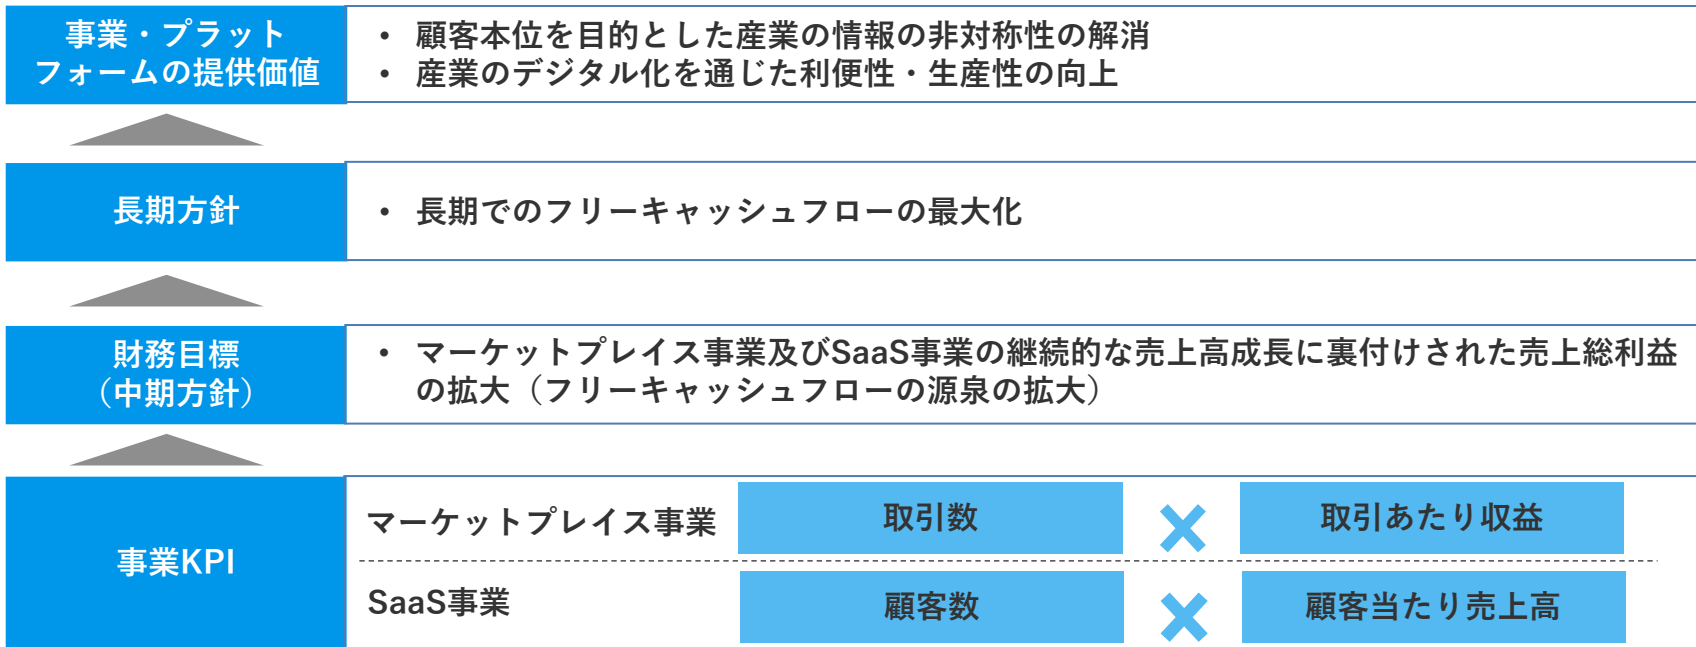 事業・プラット
フォームの提供価値
• 顧客本位を目的とした産業の情報の非対称性の解消
• 産業のデジタル化を通じた利便性・生産性の向上
長期方針
• 長期でのフリーキャッシュフローの最大化
財務目標
（中期方針）
• マーケットプレイス事業及びSaaS事業の継続的な売上高成長に裏付けされた売上総利益
の拡大（フリーキャッシュフローの源泉の拡大）
事業KPI
マーケットプレイス事業 取引数 × 取引あたり収益
SaaS事業 顧客数 × 顧客当たり売上高